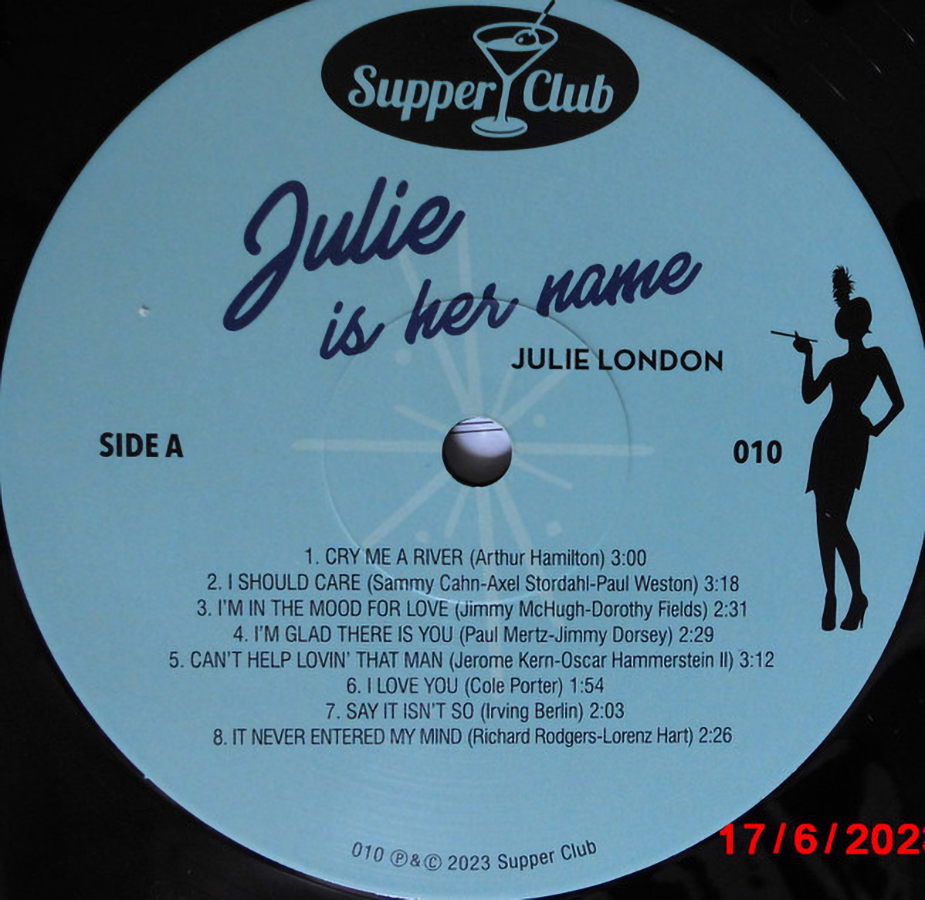 Supper Club
Julie
is her name
JULIE LONDON
SIDE A
010
1. CRY ME A RIVER (Arthur Hamilton) 3:00
2. I SHOULD CARE (Sammy Cahn-Axel Stordahl-Paul Weston) 3:18
3. I'M IN THE MOOD FOR LOVE (Jimmy McHugh-Dorothy Fields) 2:31
4. I'M GLAD THERE IS YOU (Paul Mertz-Jimmy Dorsey) 2:29
5. CAN'T HELP LOVIN' THAT MAN (Jerome Kern-Oscar Hammerstein II) 3:12
6. I LOVE YOU (Cole Porter) 1:54
7. SAY IT ISN'T SO (Irving Berlin) 2:03
8. IT NEVER ENTERED MY MIND (Richard Rodgers-Lorenz Hart) 2:26
010 ℗&© 2023 Supper Club
17/6/2023